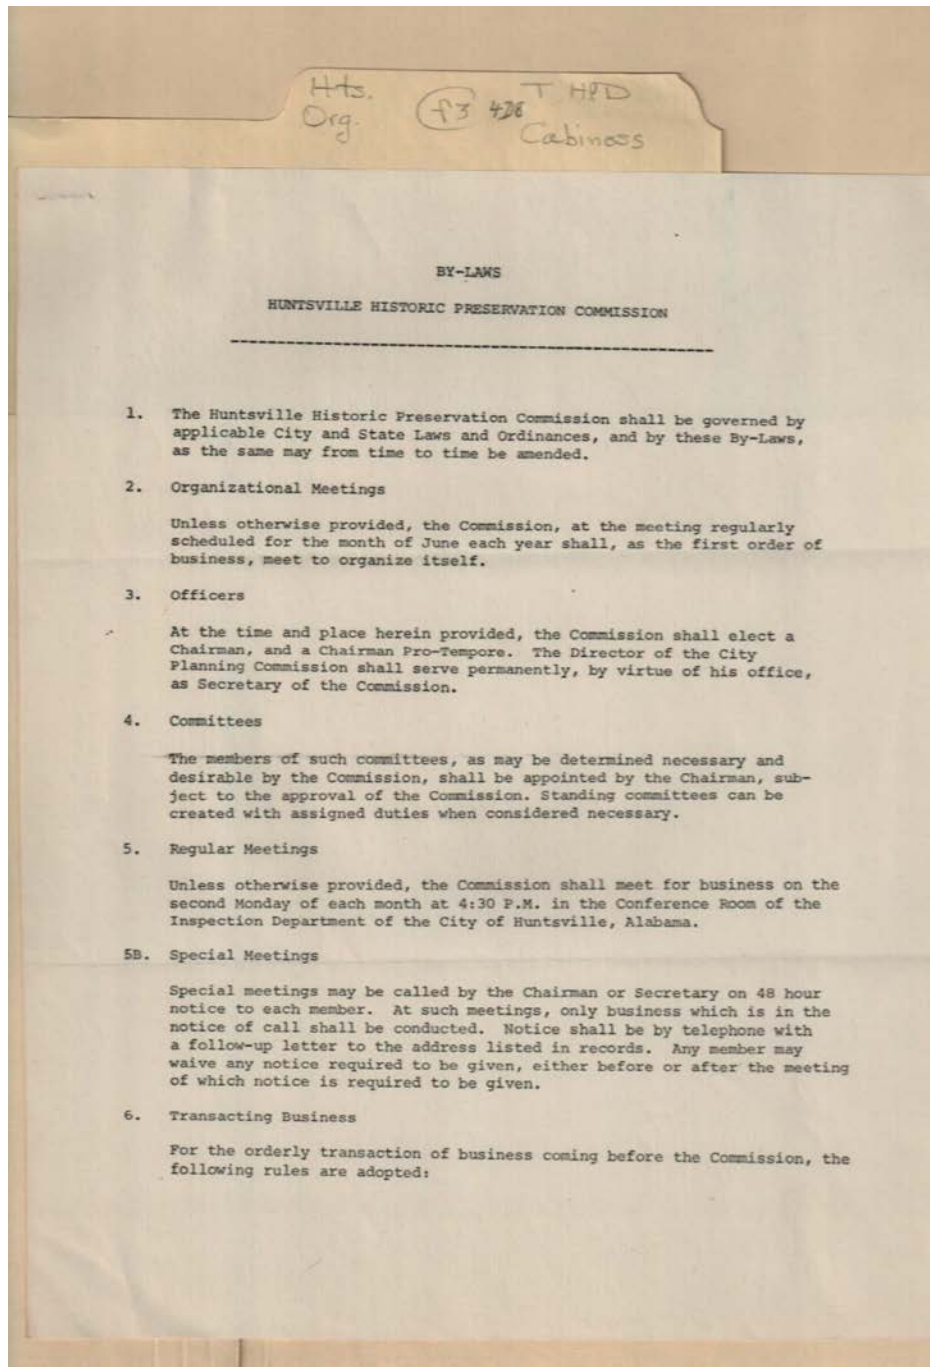 Hts.
Org.
f3
428
T HPD
Cabiness
BY-LAWS
HUNTSVILLE HISTORIC PRESERVATION COMMISSION
1. The Huntsville Historic Preservation Commission shall be governed by
applicable City and State Laws and Ordinances, and by these By-Laws,
as the same may from time to time be amended.
2. Organizational Meetings
Unless otherwise provided, the Commission, at the meeting regularly
scheduled for the month of June each year shall, as the first order of
business, meet to organize itself.
3. Officers
At the time and place herein provided, the Commission shall elect a
Chairman, and a Chairman Pro-Tempore. The Director of the City
Planning Commission shall serve permanently, by virtue of his office,
as Secretary of the Commission.
4. Committees
The members of such committees, as may be determined necessary and
desirable by the Commission, shall be appointed by the Chairman, sub-
ject to the approval of the Commission. Standing committees can be
created with assigned duties when considered necessary.
5. Regular Meetings
Unless otherwise provided, the Commission shall meet for business on the
second Monday of each month at 4:30 P.M. in the Conference Room of the
Inspection Department of the City of Huntsville, Alabama.
5B. Special Meetings
Special meetings may be called by the Chairman or Secretary on 48 hour
notice to each member. At such meetings, only business which is in the
notice of call shall be conducted. Notice shall be by telephone with
a follow-up letter to the address listed in records. Any member may
waive any notice required to be given, either before or after the meeting
of which notice is required to be given.
6. Transacting Business
For the orderly transaction of business coming before the Commission, the
following rules are adopted: